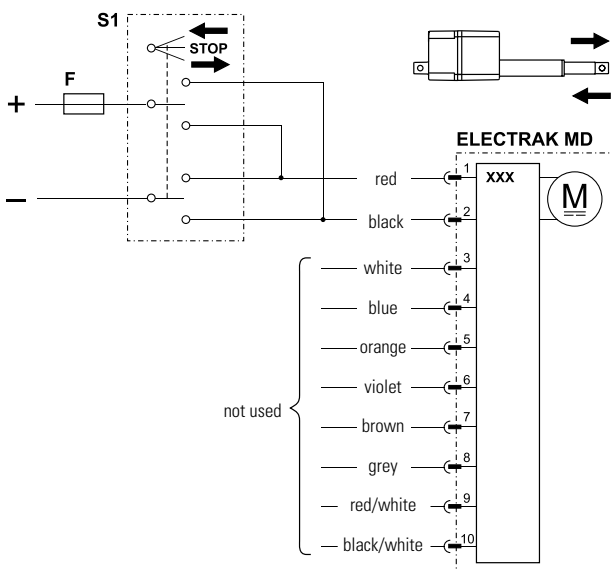 S1
STOP
F
+
−
ELECTRAK MD
XXX
M
red 1
black 2
white 3
blue 4
orange 5
violet 6
brown 7
grey 8
red/white 9
black/white 10
not used